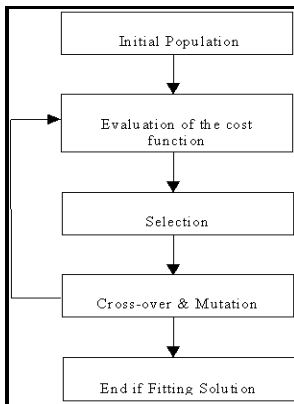 Initial Population
Evaluation of the cost
function
Selection
Cross-over & Mutation
End if Fitting Solution